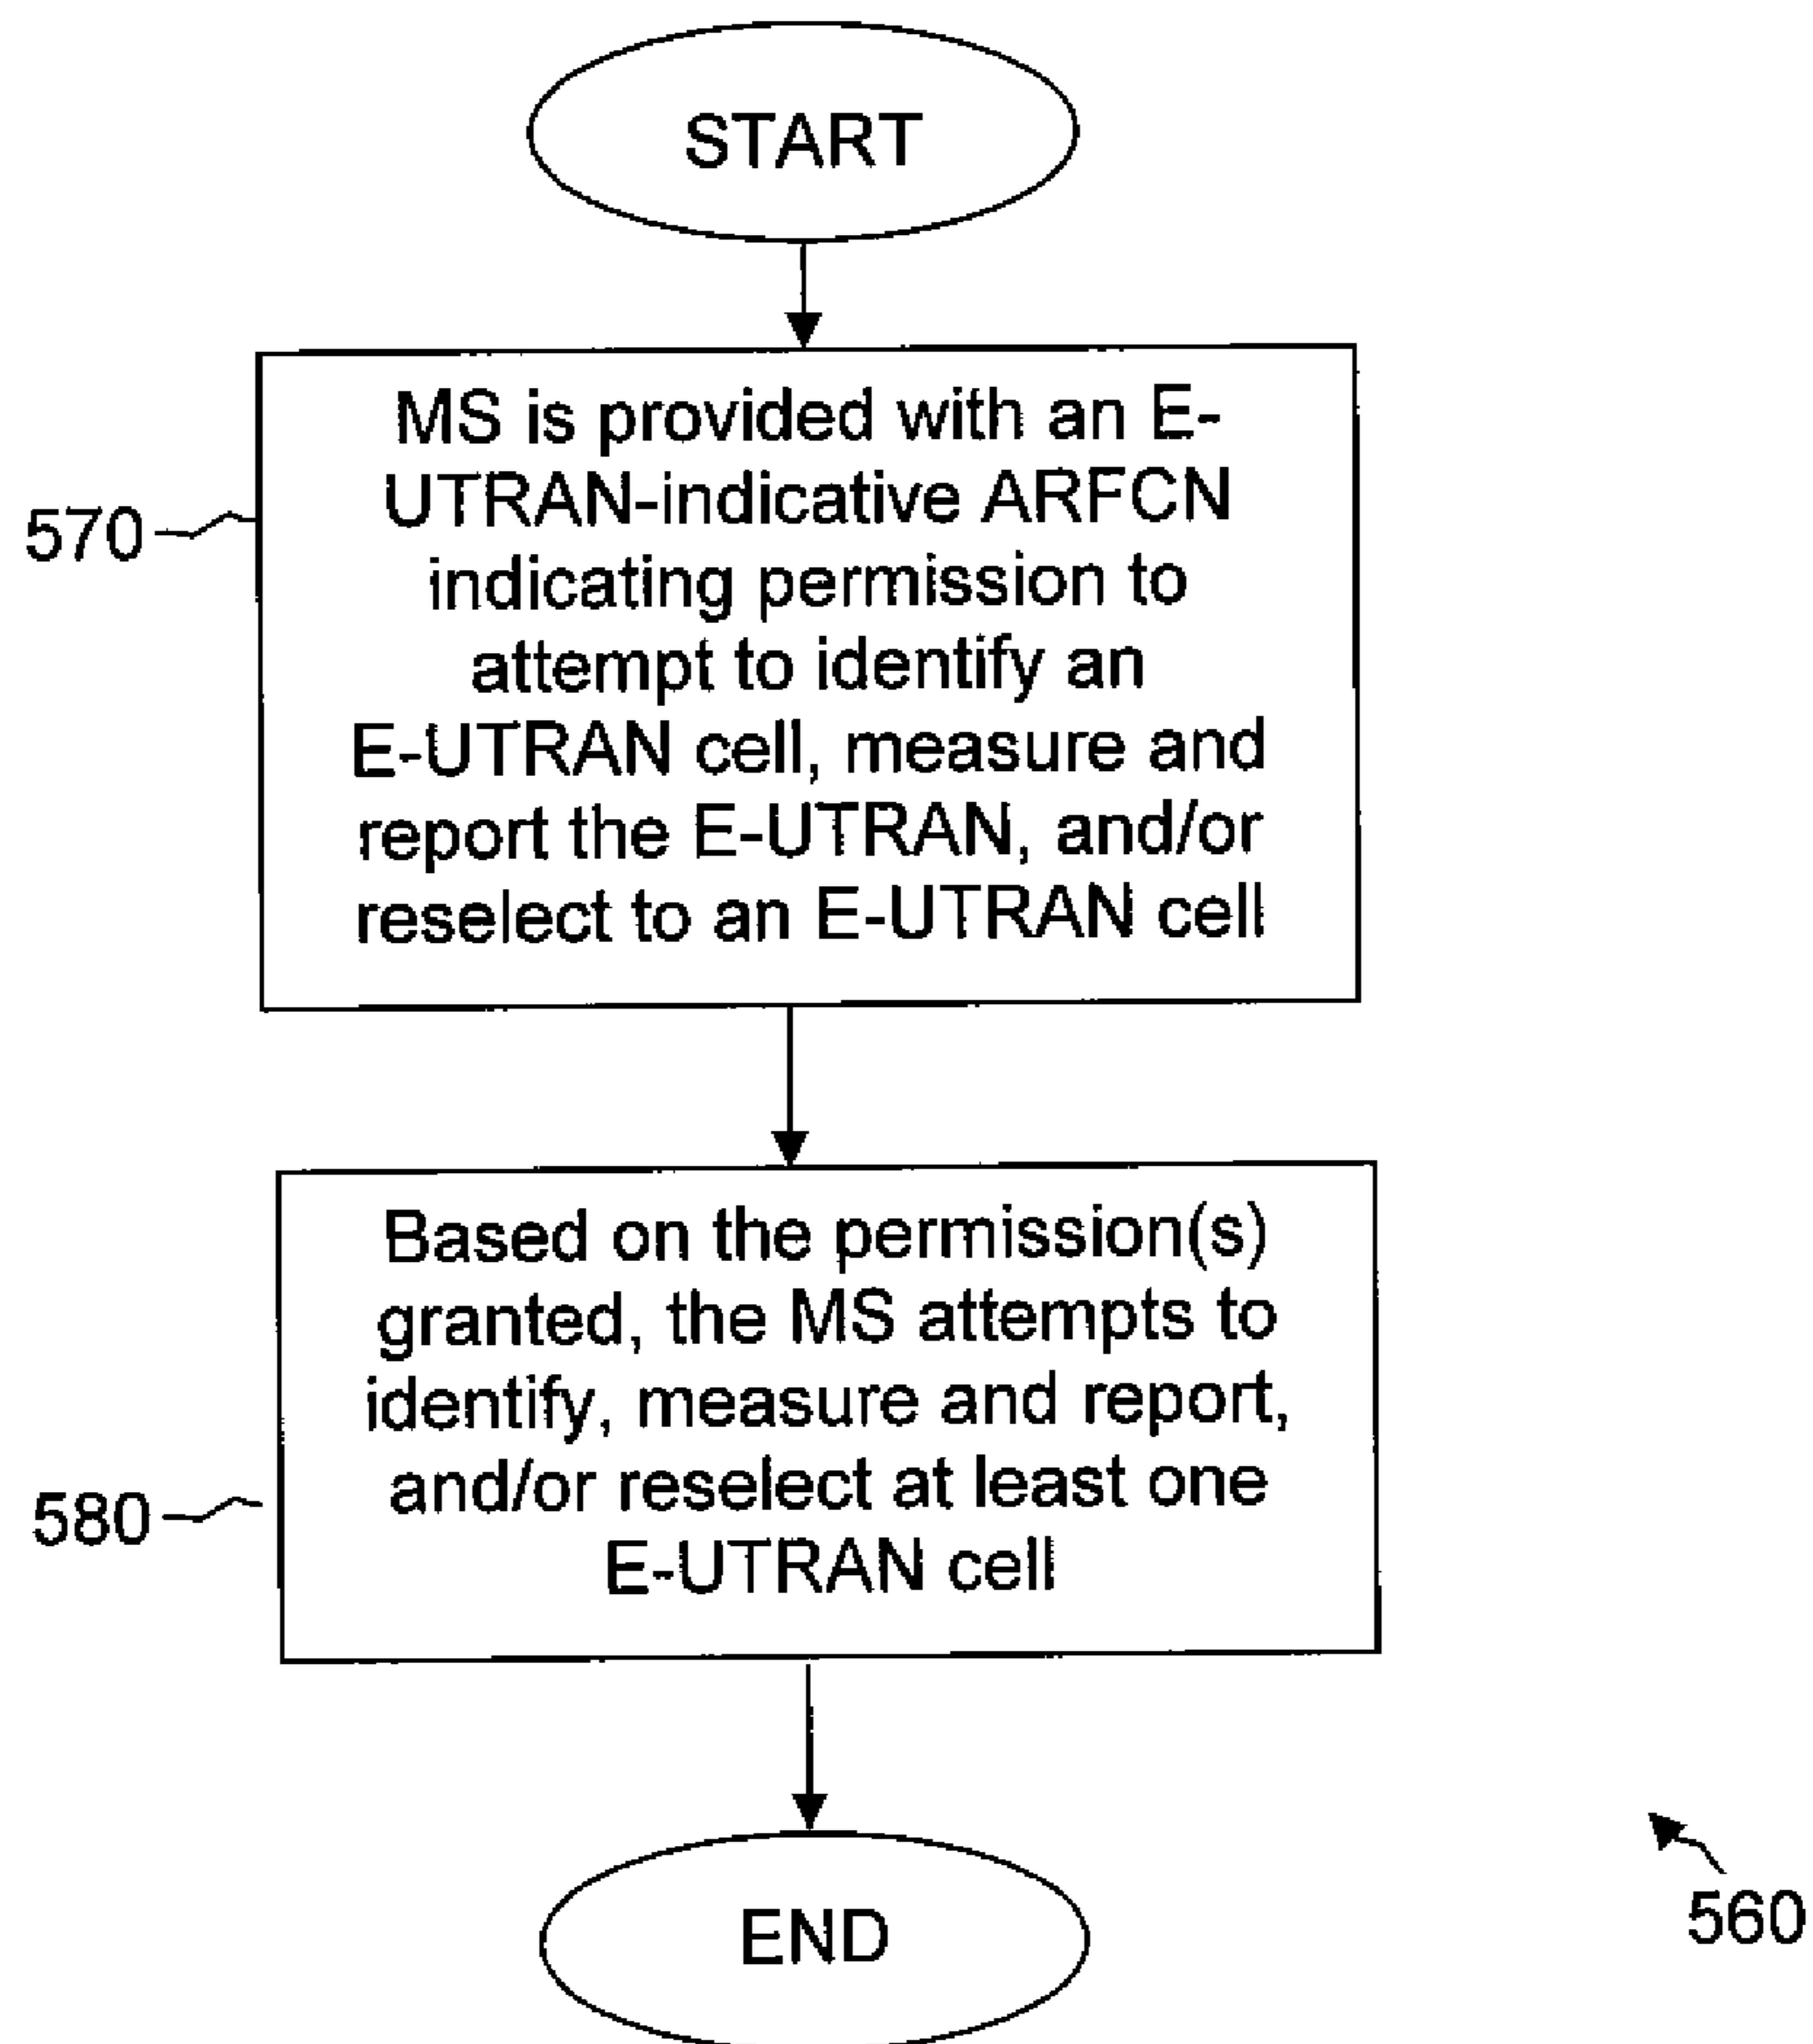 START
MS is provided with an E-
UTRAN-indicative ARFCN
indicating permission to
attempt to identify an
E-UTRAN cell, measure and
report the E-UTRAN, and/or
reselect to an E-UTRAN cell
570
Based on the permission(s)
granted, the MS attempts to
identify, measure and report,
and/or reselect at least one
E-UTRAN cell
580
END
560